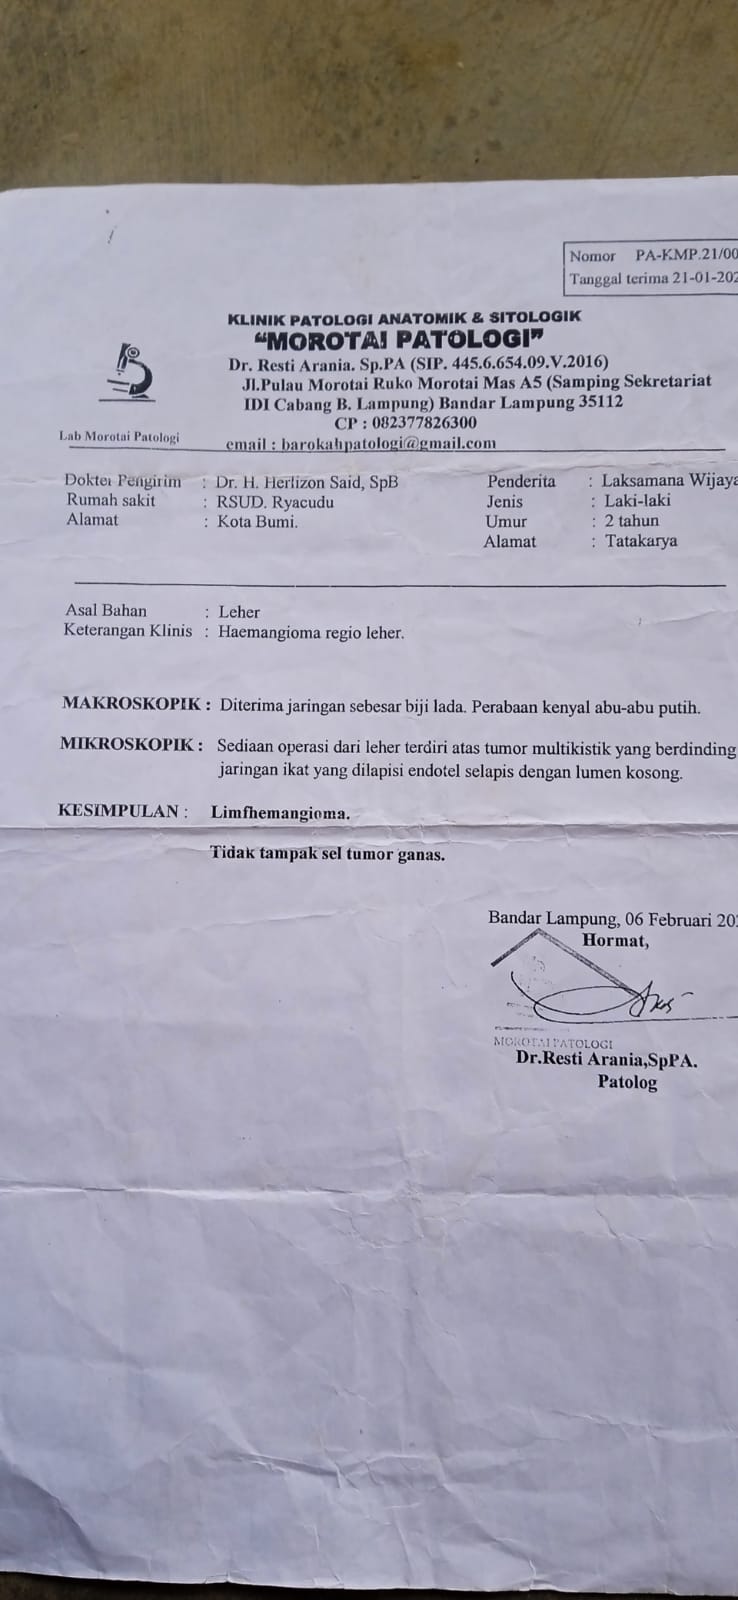 Nomor PA-KMP.21/00
Tanggal terima 21-01-202
KLINIK PATOLOGI ANATOMIK & SITOLOGIK
“MOROTAI PATOLOGI”
Dr. Resti Arania. Sp.PA (SIP. 445.6.654.09.V.2016)
Jl.Pulau Morotai Ruko Morotai Mas A5 (Samping Sekretariat
IDI Cabang B. Lampung) Bandar Lampung 35112
CP : 082377826300
Lab Morotai Patologi
email : barokahpatologi@gmail.com
Dokter Pengirim : Dr. H. Herlizon Said, SpB
Rumah sakit : RSUD. Ryacudu
Alamat : Kota Bumi.
Penderita : Laksamana Wijaya
Jenis : Laki-laki
Umur : 2 tahun
Alamat : Tatakarya
Asal Bahan : Leher
Keterangan Klinis : Haemangioma regio leher.
MAKROSKOPIK : Diterima jaringan sebesar biji lada. Perabaan kenyal abu-abu putih.
MIKROSKOPIK : Sediaan operasi dari leher terdiri atas tumor multikistik yang berdinding
jaringan ikat yang dilapisi endotel selapis dengan lumen kosong.
KESIMPULAN : Limfhemangioma.
Tidak tampak sel tumor ganas.
Bandar Lampung, 06 Februari 202
Hormat,
MOROTAI PATOLOGI
Dr.Resti Arania,SpPA.
Patolog